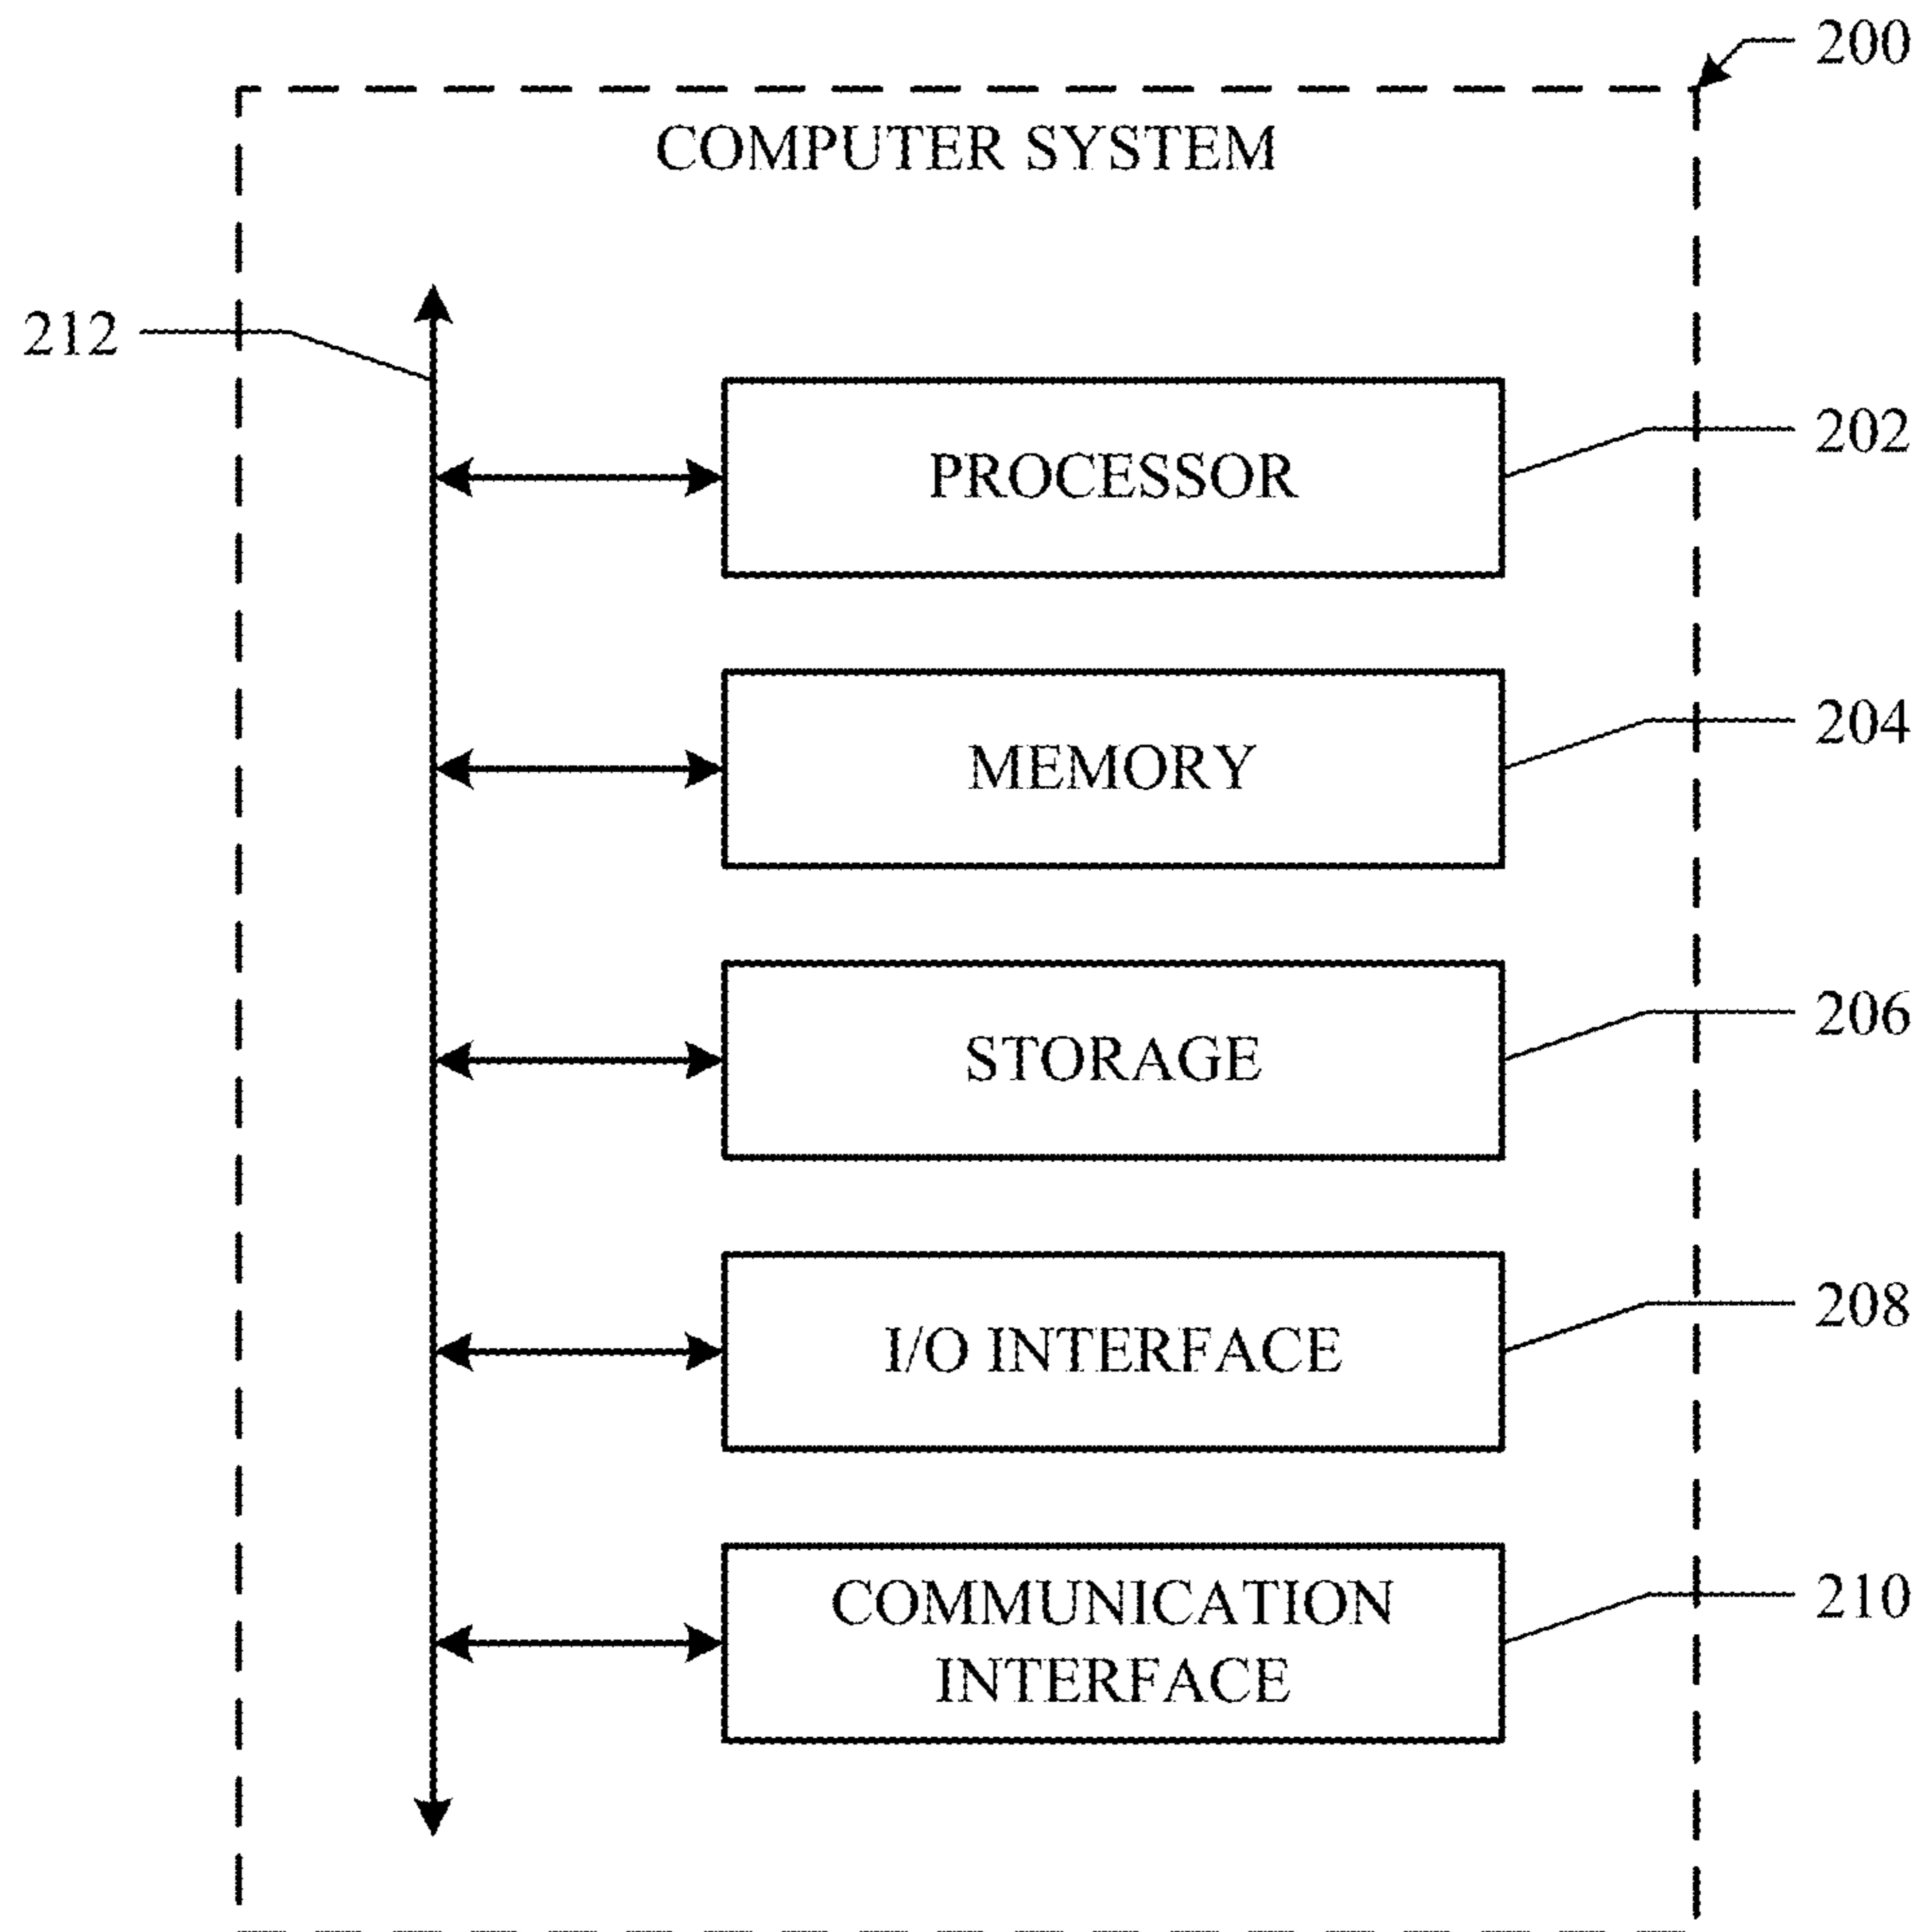 200
COMPUTER SYSTEM
212
PROCESSOR
202
MEMORY
204
STORAGE
206
I/O INTERFACE
208
COMMUNICATION
INTERFACE
210